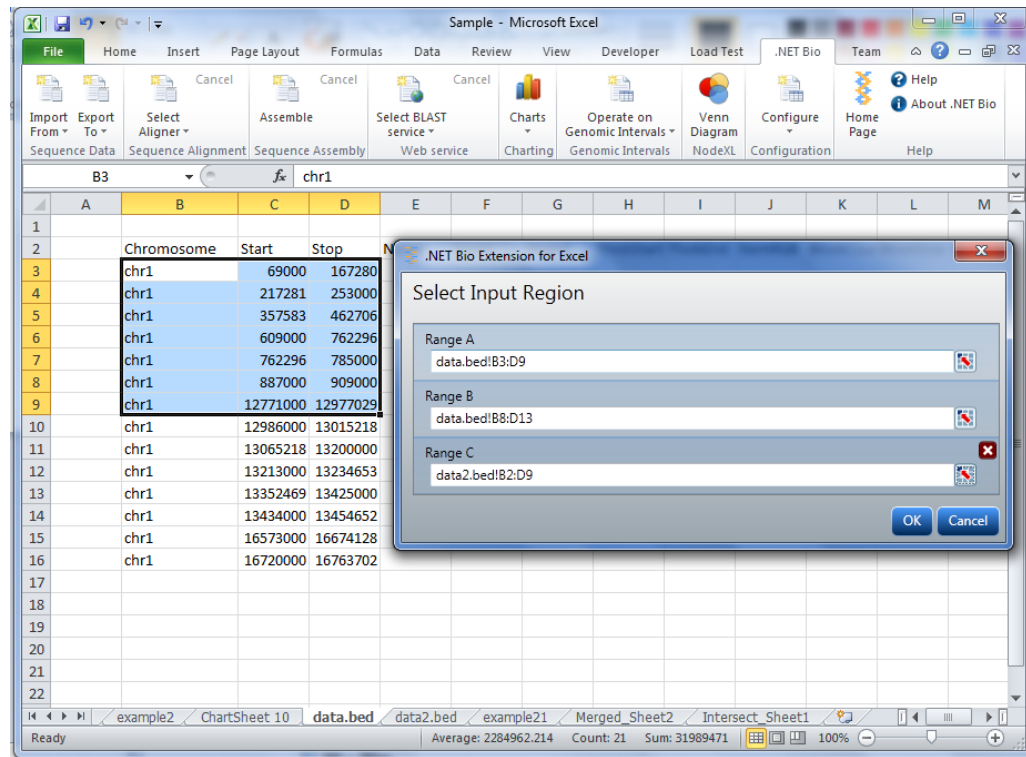 Sample - Microsoft Excel
File Home Insert Page Layout Formulas Data Review View Developer Load Test .NET Bio Team
Import From Export To Select Aligner Cancel Assemble Cancel Select BLAST service Cancel Charts Operate on Genomic Intervals Venn Diagram Configure Home Page Help
About .NET Bio
Sequence Data Sequence Alignment Sequence Assembly Web service Charting Genomic Intervals NodeXL Configuration Help
B3 fx chr1
A B C D E F G H I J K L M
1
2 Chromosome Start Stop N
3 chr1 69000 167280
4 chr1 217281 253000
5 chr1 357583 462706
6 chr1 609000 762296
7 chr1 762296 785000
8 chr1 887000 909000
9 chr1 12771000 12977029
10 chr1 12986000 13015218
11 chr1 13065218 13200000
12 chr1 13213000 13234653
13 chr1 13352469 13425000
14 chr1 13434000 13454652
15 chr1 16573000 16674128
16 chr1 16720000 16763702
17
18
19
20
21
22
.NET Bio Extension for Excel
Select Input Region
Range A
data.bed!B3:D9
Range B
data.bed!B8:D13
Range C
data2.bed!B2:D9
OK Cancel
example2 ChartSheet 10 data.bed data2.bed example21 Merged_Sheet2 Intersect_Sheet1
Ready Average: 2284962.214 Count: 21 Sum: 31989471 100%